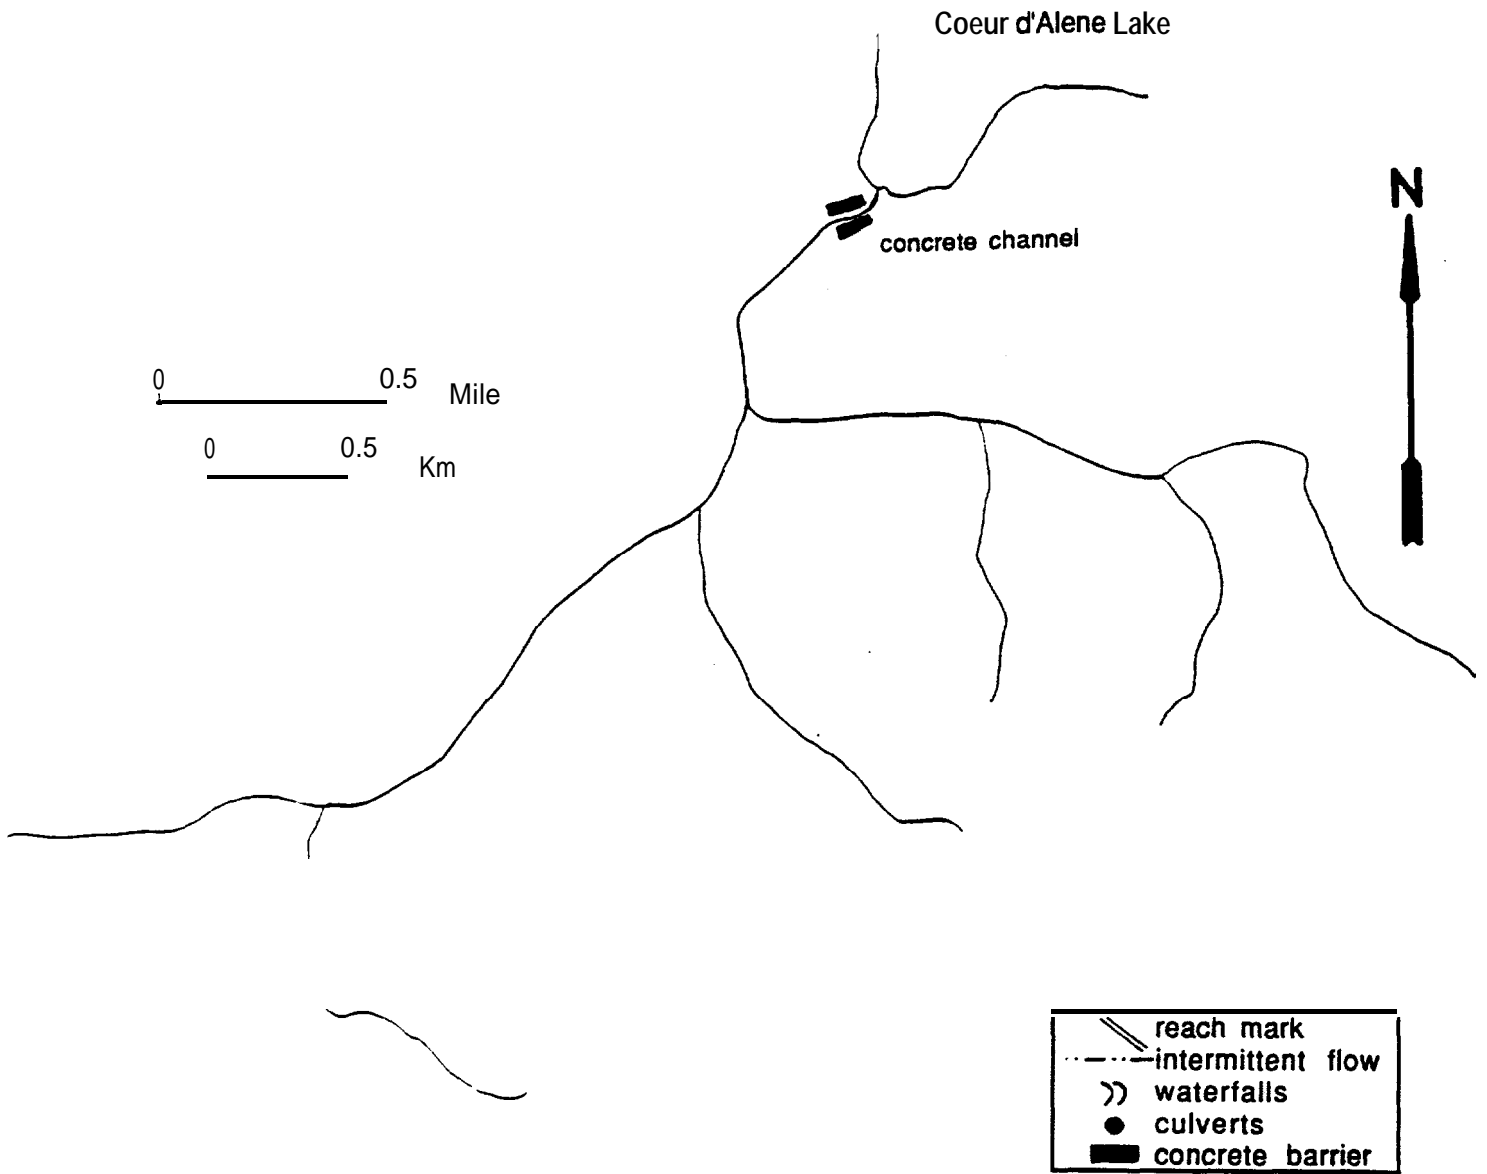 Coeur d'Alene Lake
N
concrete channel
0 0.5 Mile
0 0.5 Km
reach mark
intermittent flow
waterfalls
culverts
concrete barrier